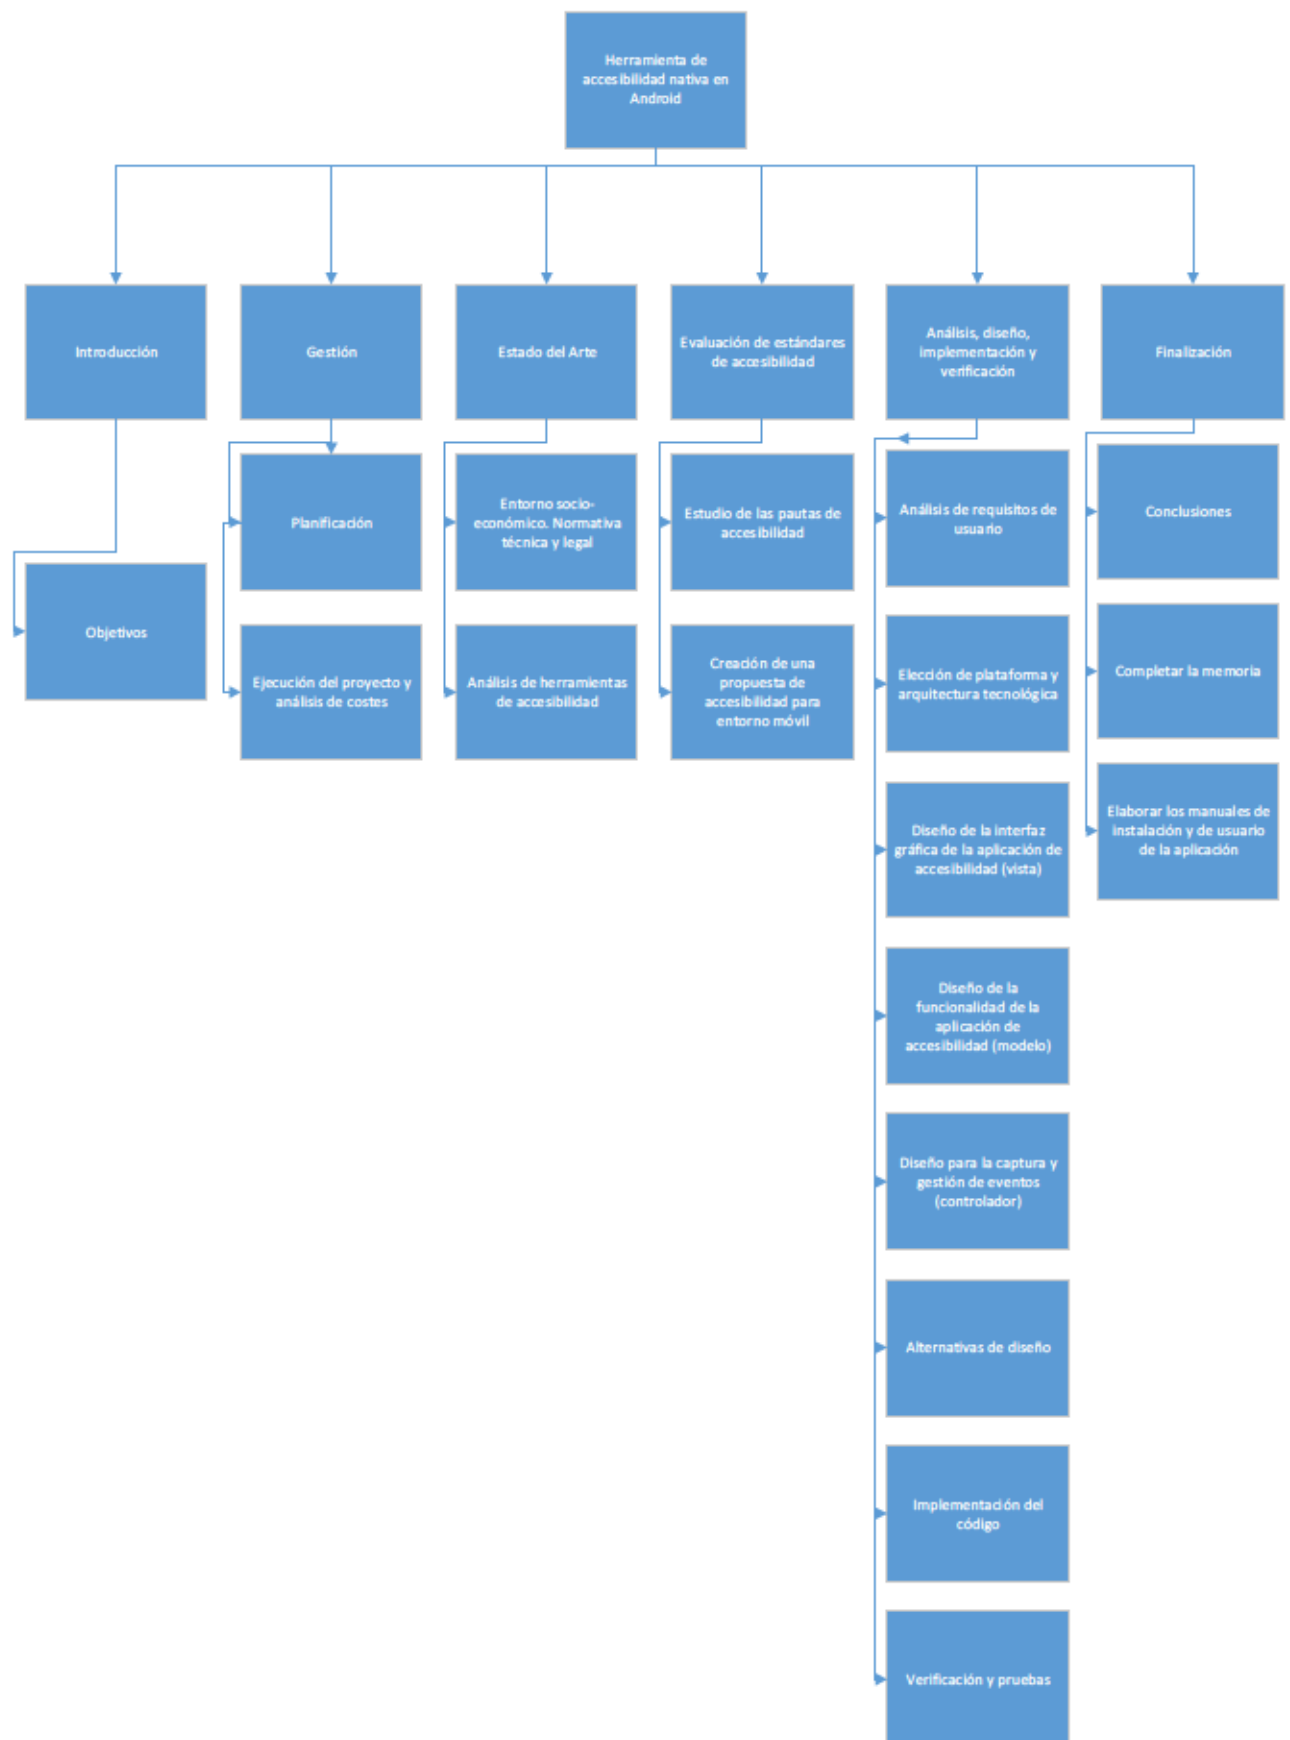 Herramienta de
accesibilidad nativa en
Android
Introducción
Gestión
Estado del Arte
Evaluación de estándares
de accesibilidad
Análisis, diseño,
implementación y
verificación
Finalización
Objetivos
Planificación
Ejecución del proyecto y
análisis de costes
Entorno socio-
económico. Normativa
técnica y legal
Análisis de herramientas
de accesibilidad
Estudio de las pautas de
accesibilidad
Creación de una
propuesta de
accesibilidad para
entorno móvil
Análisis de requisitos de
usuario
Elección de plataforma y
arquitectura tecnológica
Diseño de la interfaz
gráfica de la aplicación de
accesibilidad (vista)
Diseño de la
funcionalidad de la
aplicación de
accesibilidad (modelo)
Diseño para la captura y
gestión de eventos
(controlador)
Alternativas de diseño
Implementación del
código
Verificación y pruebas
Conclusiones
Completar la memoria
Elaborar los manuales de
instalación y de usuario
de la aplicación